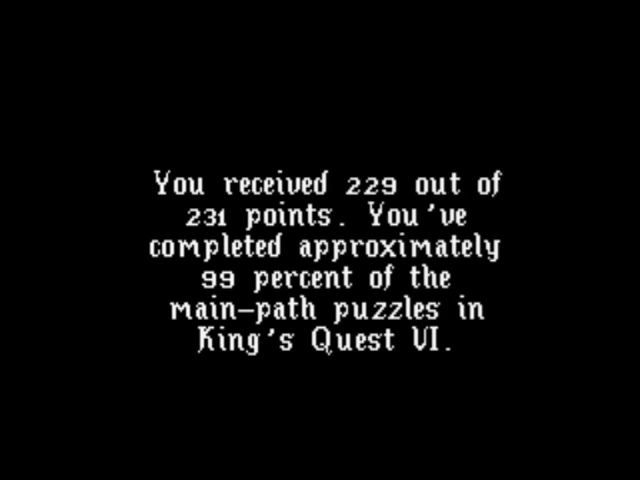 You received 229 out of
231 points. You've
completed approximately
99 percent of the
main-path puzzles in
King's Quest VI.